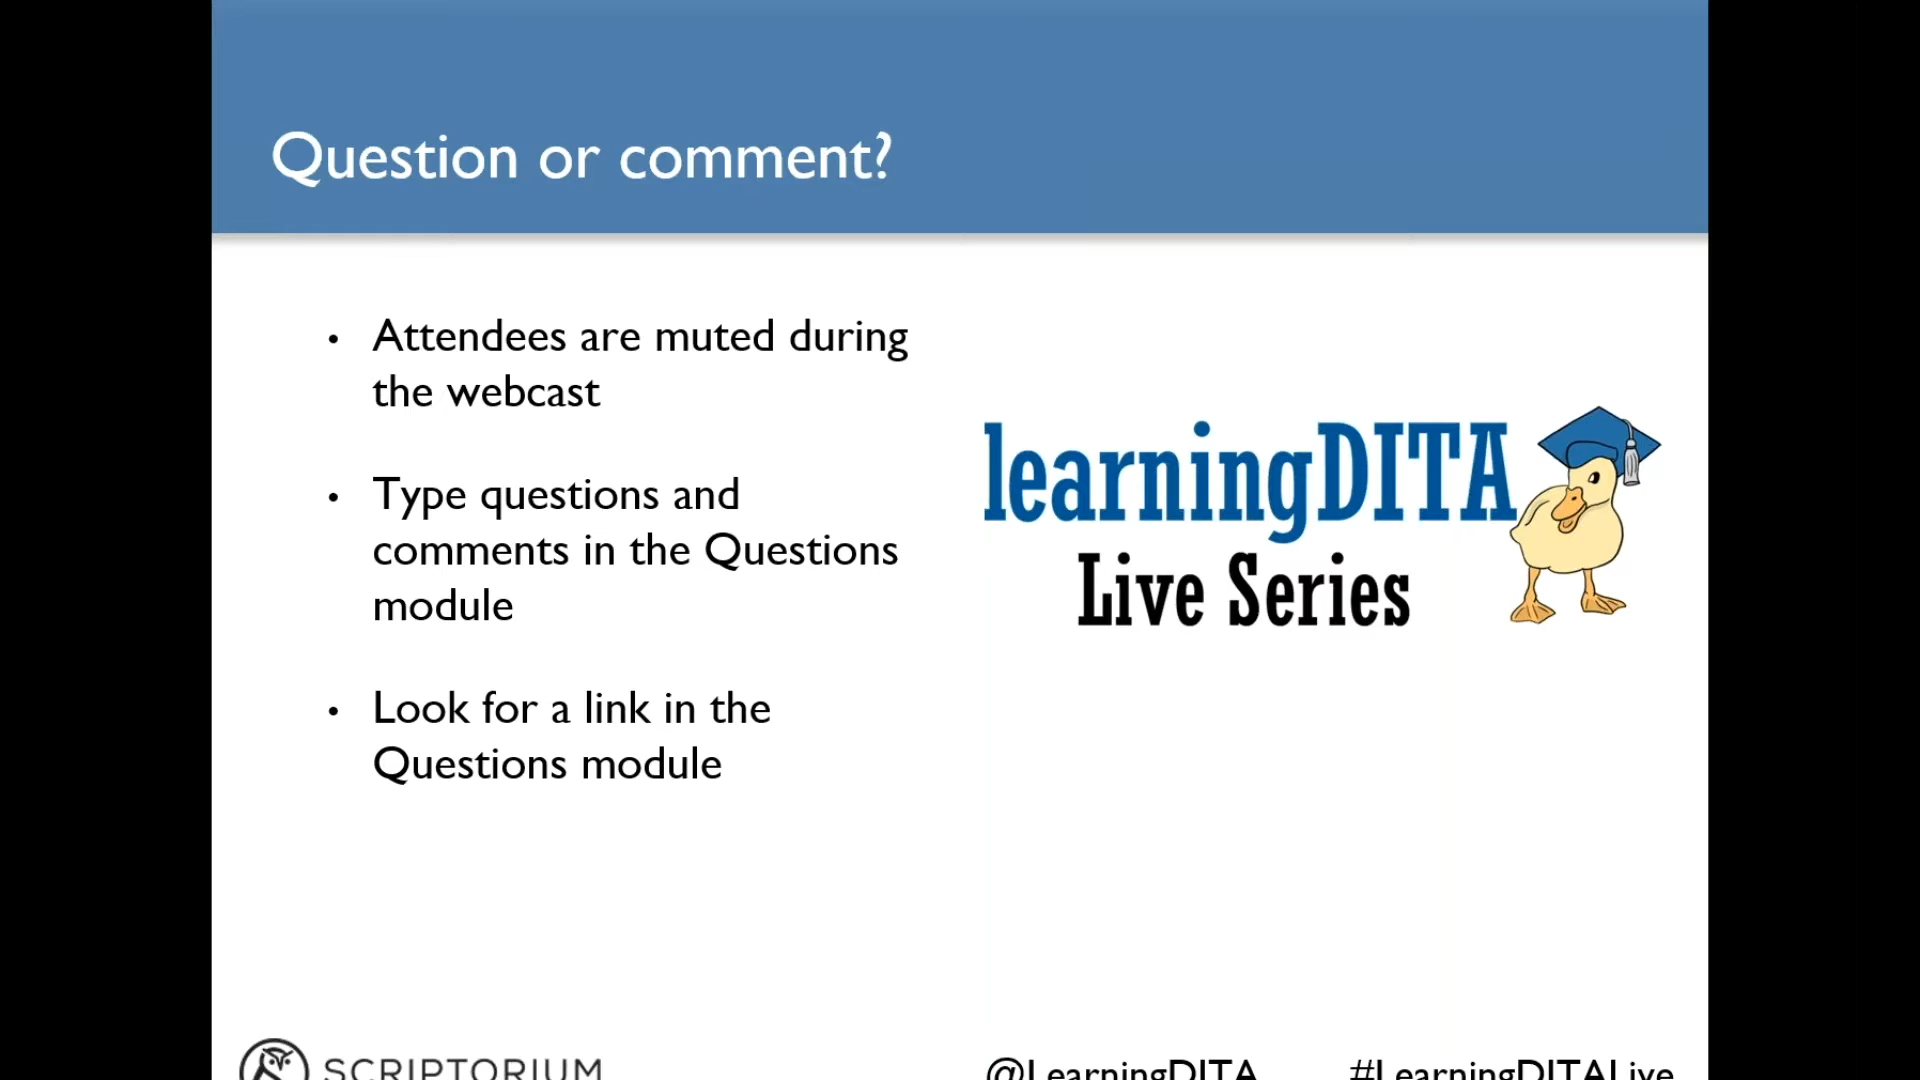 Question or comment?
• Attendees are muted during
the webcast
• Type questions and
comments in the Questions
module
• Look for a link in the
Questions module
learningDITA
Live Series
SCRIPTORIUM
@LearningDITA #LearningDITALive